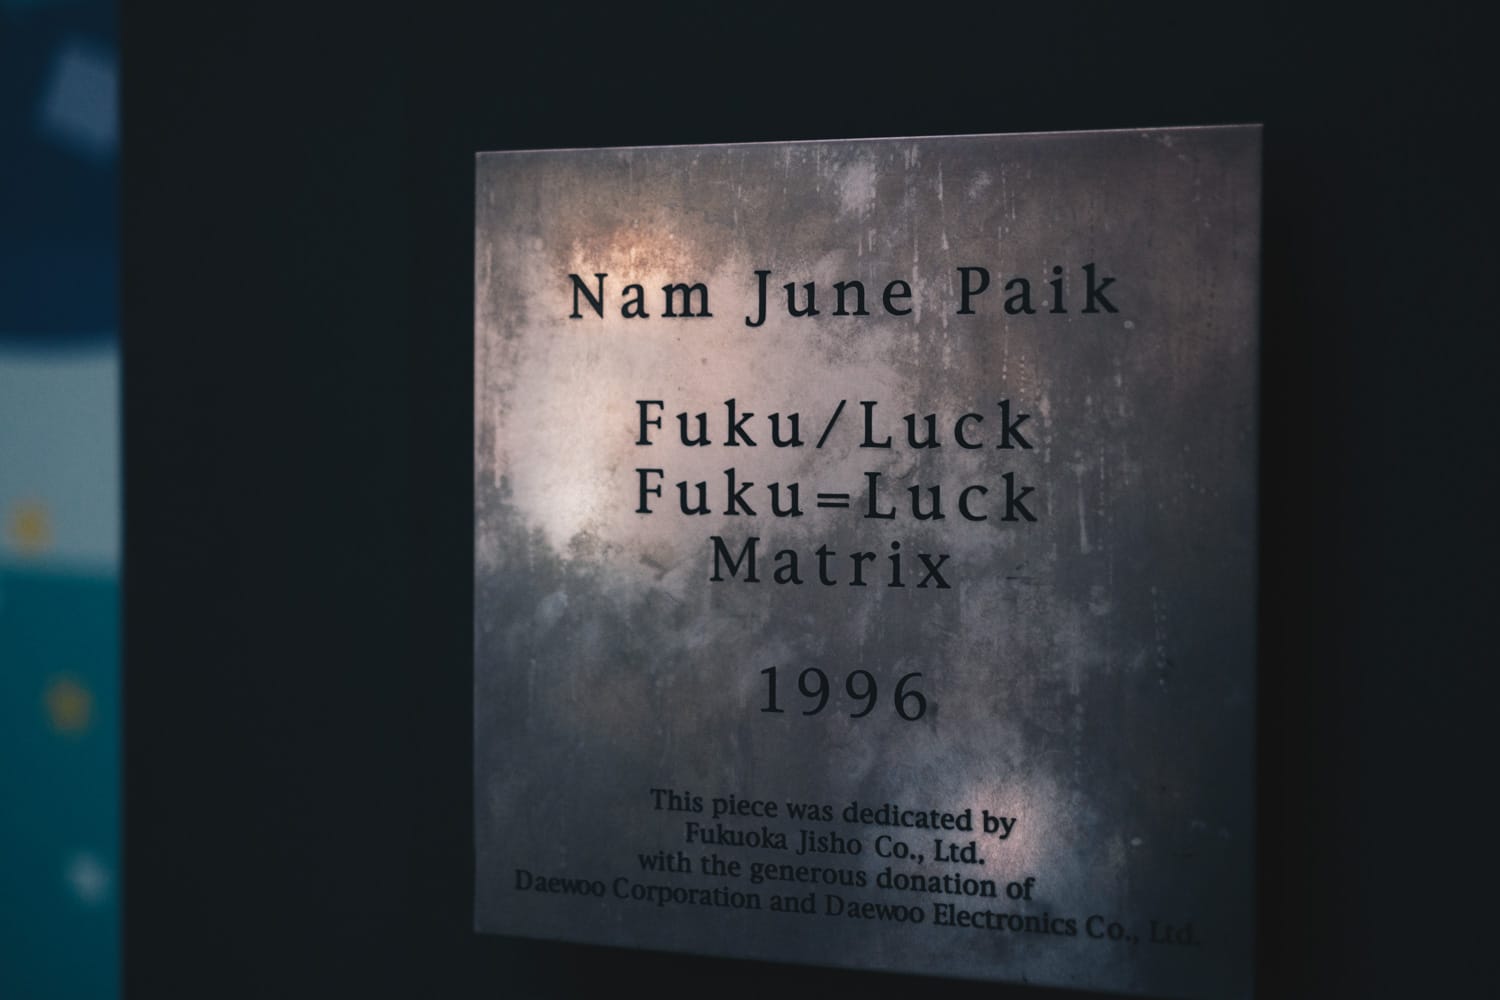 Nam June Paik
Fuku/Luck
Fuku=Luck
Matrix
1996
This piece was dedicated by
Fukuoka Jisho Co., Ltd.
with the generous donation of
Daewoo Corporation and Daewoo Electronics Co., Ltd.